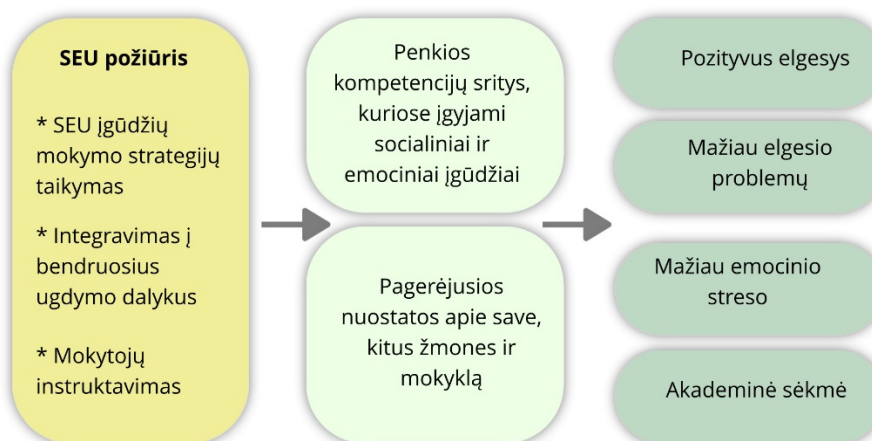 SEU požiūris
* SEU įgūdžių
mokymo strategijų
taikymas
* Integravimas į
bendruosius
ugdymo dalykus
* Mokytojų
instruktavimas
Penkios
kompetencijų sritys,
kuriose įgyjami
socialiniai ir
emociniai įgūdžiai
Pagerėjusios
nuostatos apie save,
kitus žmones ir
mokyklą
Pozityvus elgesys
Mažiau elgesio
problemų
Mažiau emocinio
streso
Akademinė sėkmė